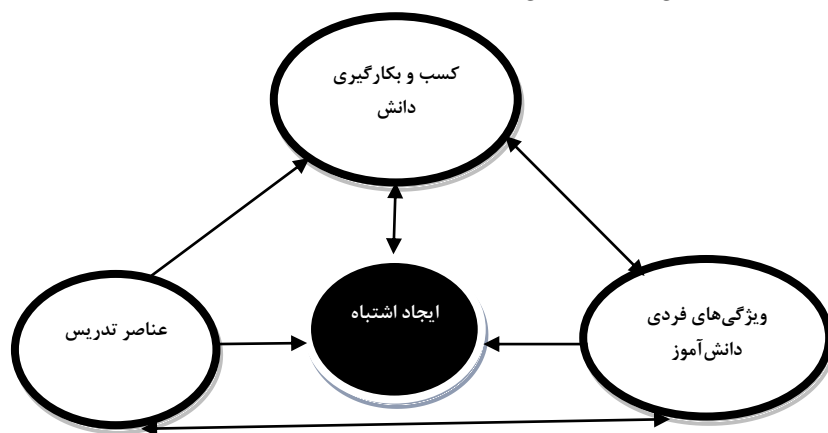 کسب و بکارگیری
دانش
ایجاد اشتباه
ویژگی‌های فردی
دانش‌آموز
عناصر تدریس